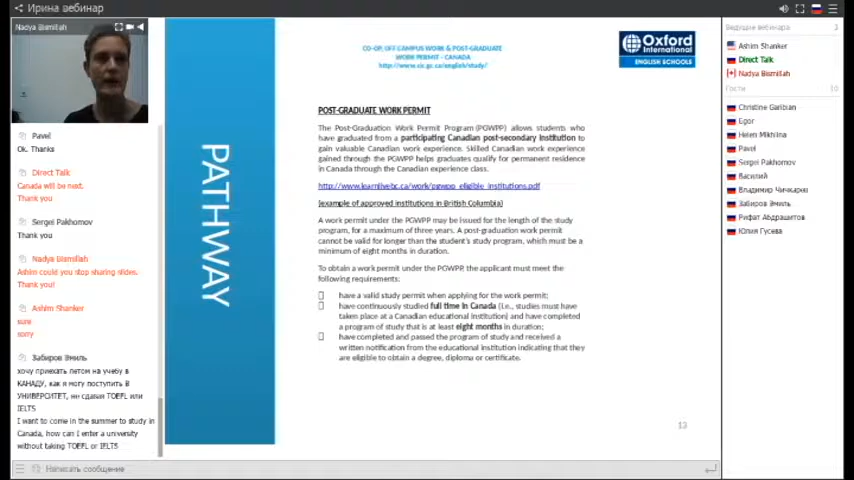 Ирина вебинар
Nadya Bismillah
Pavel
Ok. Thanks
Direct Talk
Canada will be next.
Thank you
Sergei Pakhomov
Thank you
Nadya Bismillah
Ashim could you stop sharing slides.
Thank you!
Ashim Shanker
sure
sorry
Забиров Эмиль
хочу приехать летом на учебу в
КАНАДУ, как я могу поступить В
УНИВЕРСИТЕТ, не сдавая TOEFL или
IELTS
I want to come in the summer to study in
Canada, how can I enter a university
without taking TOEFL or IELTS
Написать сообщение
PATHWAY
CO-OP, OFF CAMPUS WORK & POST-GRADUATE
WORK PERMIT - CANADA
http://www.cic.gc.ca/english/study/
Oxford
International
ENGLISH SCHOOLS
POST-GRADUATE WORK PERMIT
The Post-Graduation Work Permit Program (PGWPP) allows students who
have graduated from a participating Canadian post-secondary institution to
gain valuable Canadian work experience. Skilled Canadian work experience
gained through the PGWPP helps graduates qualify for permanent residence
in Canada through the Canadian experience class.
http://www.learnlivebc.ca/work/pgwpp_eligible_institutions.pdf
(example of approved institutions in British Columbia)
A work permit under the PGWPP may be issued for the length of the study
program, for a maximum of three years. A post-graduation work permit
cannot be valid for longer than the student's study program, which must be a
minimum of eight months in duration.
To obtain a work permit under the PGWPP, the applicant must meet the
following requirements:
have a valid study permit when applying for the work permit;
have continuously studied full time in Canada (i.e., studies must have
taken place at a Canadian educational institution) and have completed
a program of study that is at least eight months in duration;
have completed and passed the program of study and received a
written notification from the educational institution indicating that they
are eligible to obtain a degree, diploma or certificate.
13
Ведущие вебинара 3
Ashim Shanker
Direct Talk
Nadya Bismillah
Гости 10
Christine Garibian
Egor
Helen Mikhlina
Pavel
Sergei Pakhomov
Василий
Владимир Чичкарю
Забиров Эмиль
Рифат Абдрашитов
Юлия Гусева